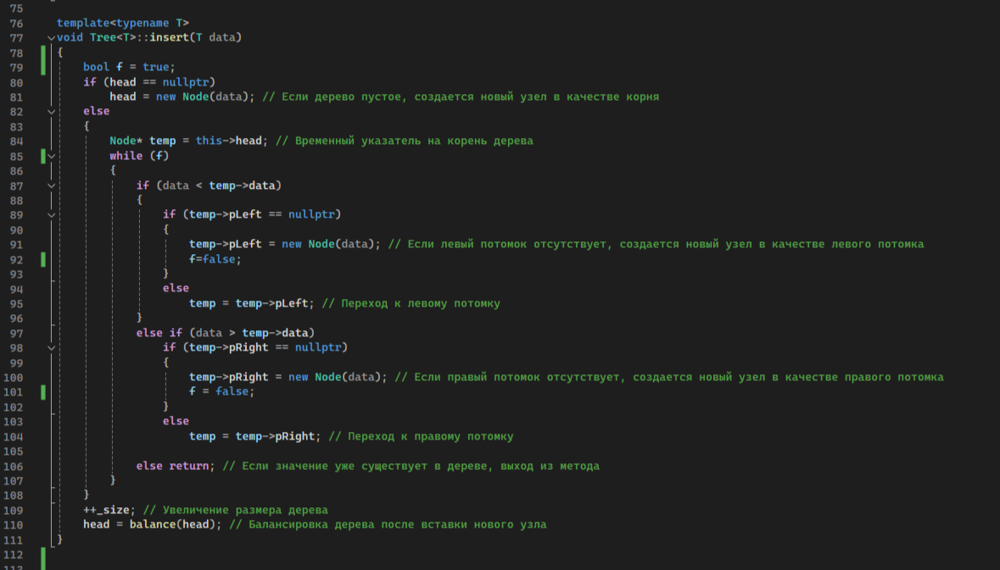 75
76 template<typename T>
77 void Tree<T>::insert(T data)
78 {
79 bool f = true;
80 if (head == nullptr)
81 head = new Node(data); // Если дерево пустое, создается новый узел в качестве корня
82 else
83 {
84 Node* temp = this->head; // Временный указатель на корень дерева
85 while (f)
86 {
87 if (data < temp->data)
88 {
89 if (temp->pLeft == nullptr)
90 {
91 temp->pLeft = new Node(data); // Если левый потомок отсутствует, создается новый узел в качестве левого потомка
92 f=false;
93 }
94 else
95 temp = temp->pLeft; // Переход к левому потомку
96 }
97 else if (data > temp->data)
98 if (temp->pRight == nullptr)
99 {
100 temp->pRight = new Node(data); // Если правый потомок отсутствует, создается новый узел в качестве правого потомка
101 f = false;
102 }
103 else
104 temp = temp->pRight; // Переход к правому потомку
105
106 else return; // Если значение уже существует в дереве, выход из метода
107 }
108 }
109 ++_size; // Увеличение размера дерева
110 head = balance(head); // Балансировка дерева после вставки нового узла
111 }
112
113